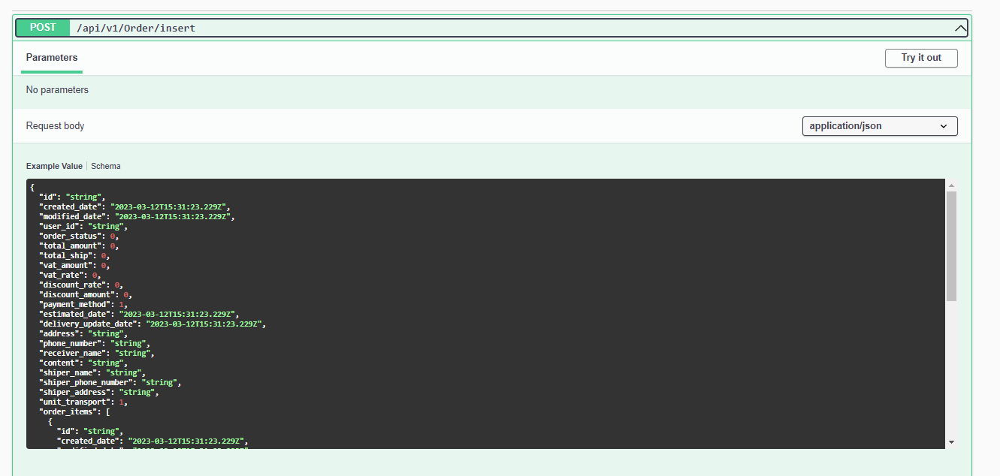 POST /api/v1/Order/insert
Parameters
Try it out
No parameters
Request body
application/json
Example Value Schema
{
"id": "string",
"created_date": "2023-03-12T15:31:23.229Z",
"modified_date": "2023-03-12T15:31:23.229Z",
"user_id": "string",
"order_status": 0,
"total_amount": 0,
"total_ship": 0,
"vat_amount": 0,
"vat_rate": 0,
"discount_rate": 0,
"discount_amount": 0,
"payment_method": 1,
"estimated_date": "2023-03-12T15:31:23.229Z",
"delivery_update_date": "2023-03-12T15:31:23.229Z",
"address": "string",
"phone_number": "string",
"receiver_name": "string",
"content": "string",
"shiper_name": "string",
"shiper_phone_number": "string",
"shiper_address": "string",
"unit_transport": 1,
"order_items": [
{
"id": "string",
"created_date": "2023-03-12T15:31:23.229Z",